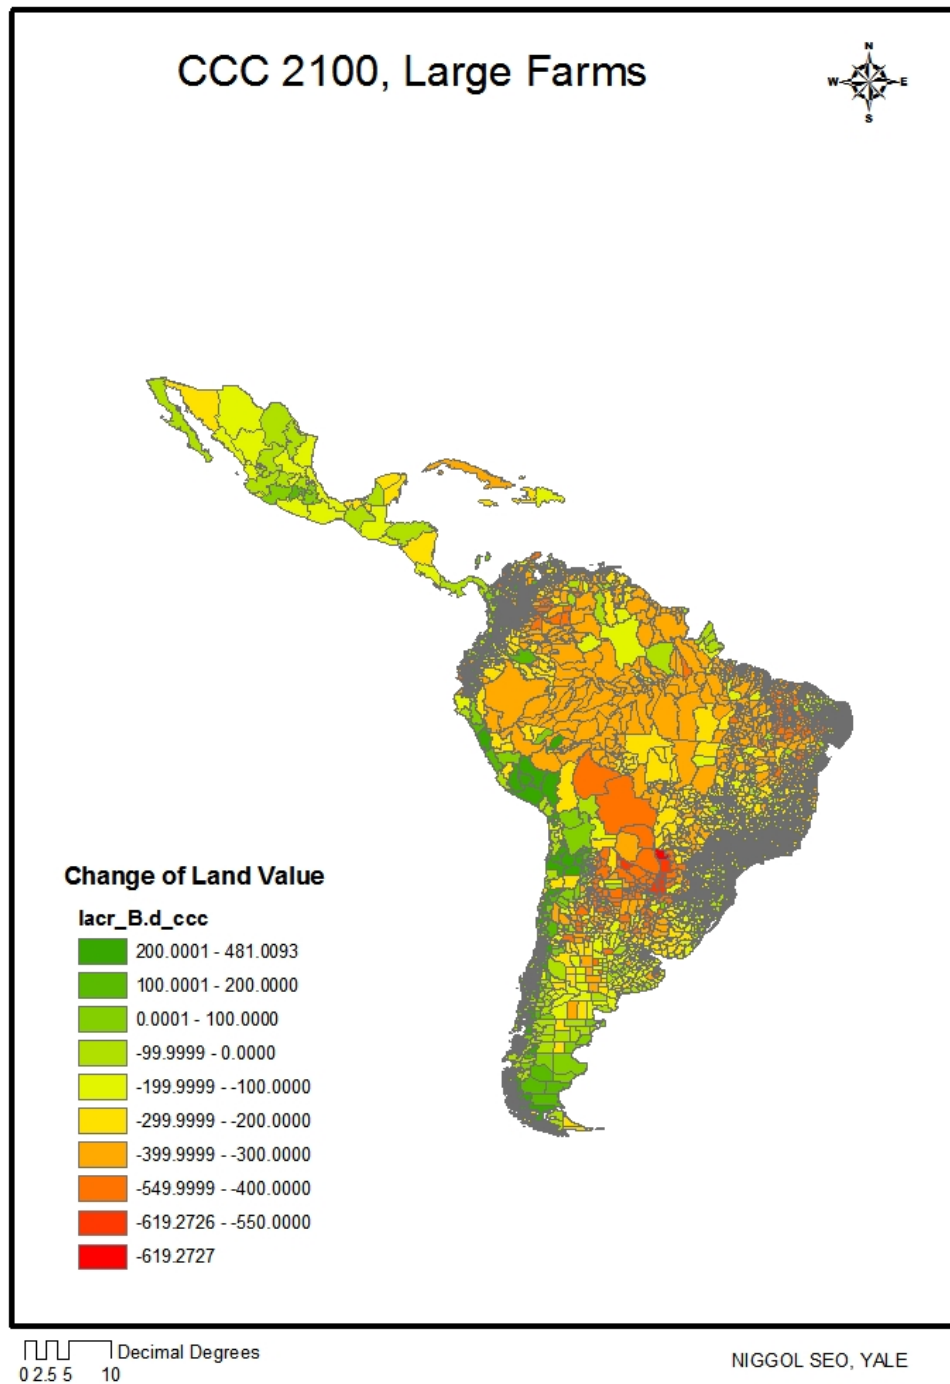 CCC 2100, Large Farms
N
W E
S
Change of Land Value
lacr_B.d_ccc
200.0001 - 481.0093
100.0001 - 200.0000
0.0001 - 100.0000
-99.9999 - 0.0000
-199.9999 - -100.0000
-299.9999 - -200.0000
-399.9999 - -300.0000
-549.9999 - -400.0000
-619.2726 - -550.0000
-619.2727
Decimal Degrees
0 2.5 5 10
NIGGOL SEO, YALE